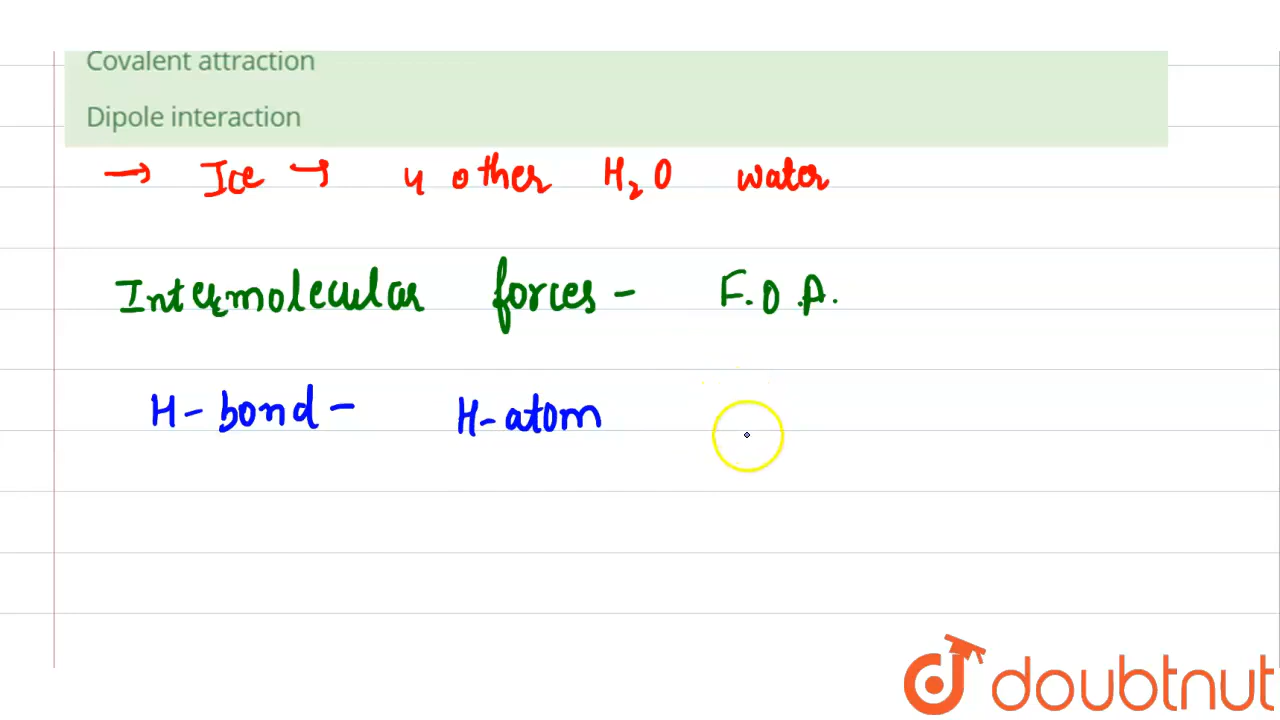 Covalent attraction
Dipole interaction
→ Ice → 4 other H₂O water
Intermolecular forces - F.O.A.
H- bond - H-atom
doubtnut